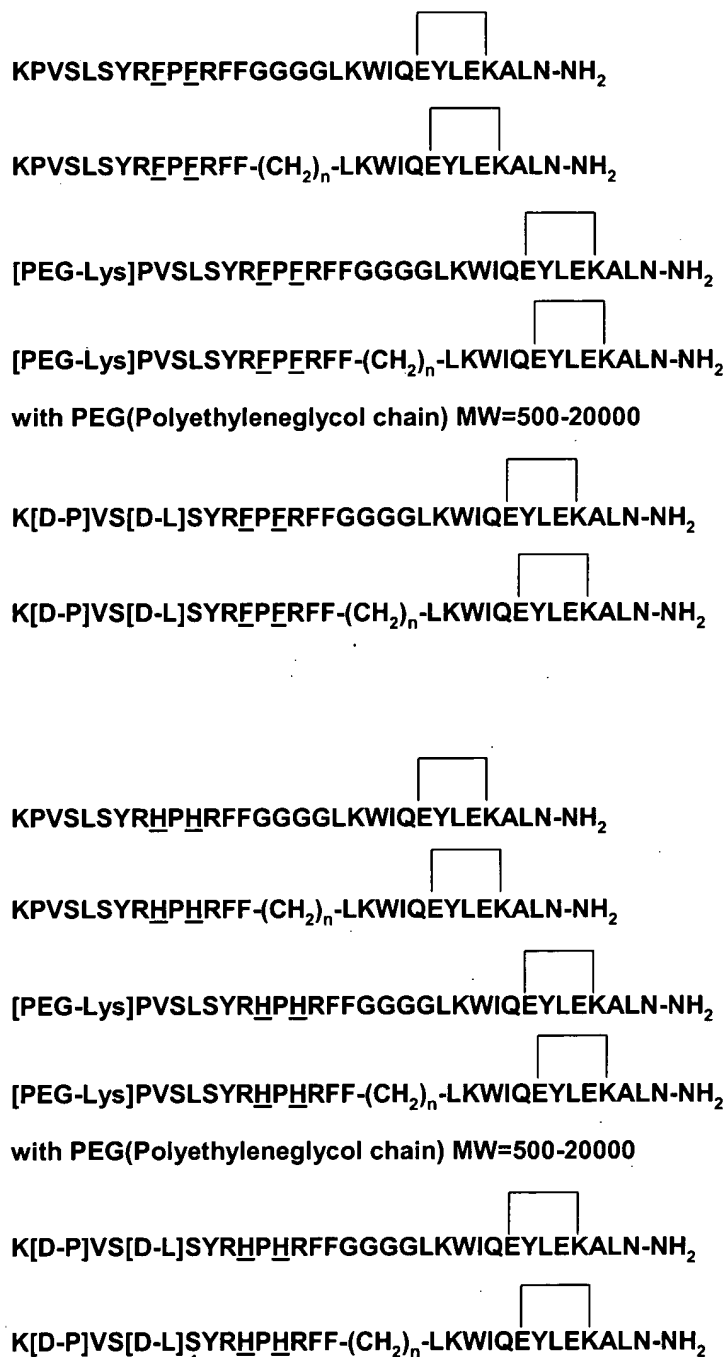 KPVSLSYRFPFRFFGGGGLKWIQEYLEKALN-NH₂
KPVSLSYRFPFRFF-(CH₂)ₙ-LKWIQEYLEKALN-NH₂
[PEG-Lys]PVSLSYRFPFRFFGGGGLKWIQEYLEKALN-NH₂
[PEG-Lys]PVSLSYRFPFRFF-(CH₂)ₙ-LKWIQEYLEKALN-NH₂
with PEG(Polyethyleneglycol chain) MW=500-20000
K[D-P]VS[D-L]SYRFPFRFFGGGGLKWIQEYLEKALN-NH₂
K[D-P]VS[D-L]SYRFPFRFF-(CH₂)ₙ-LKWIQEYLEKALN-NH₂
KPVSLSYRHPHRFFGGGGLKWIQEYLEKALN-NH₂
KPVSLSYRHPHRFF-(CH₂)ₙ-LKWIQEYLEKALN-NH₂
[PEG-Lys]PVSLSYRHPHRFFGGGGLKWIQEYLEKALN-NH₂
[PEG-Lys]PVSLSYRHPHRFF-(CH₂)ₙ-LKWIQEYLEKALN-NH₂
with PEG(Polyethyleneglycol chain) MW=500-20000
K[D-P]VS[D-L]SYRHPHRFFGGGGLKWIQEYLEKALN-NH₂
K[D-P]VS[D-L]SYRHPHRFF-(CH₂)ₙ-LKWIQEYLEKALN-NH₂